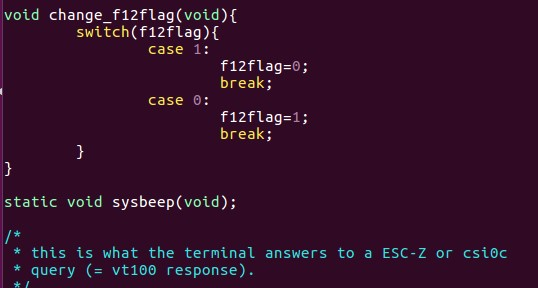 void change_f12flag(void){
        switch(f12flag){
                case 1:
                        f12flag=0;
                        break;
                case 0:
                        f12flag=1;
                        break;
        }
}

static void sysbeep(void);

/*
 * this is what the terminal answers to a ESC-Z or csi0c
 * query (= vt100 response).
 */